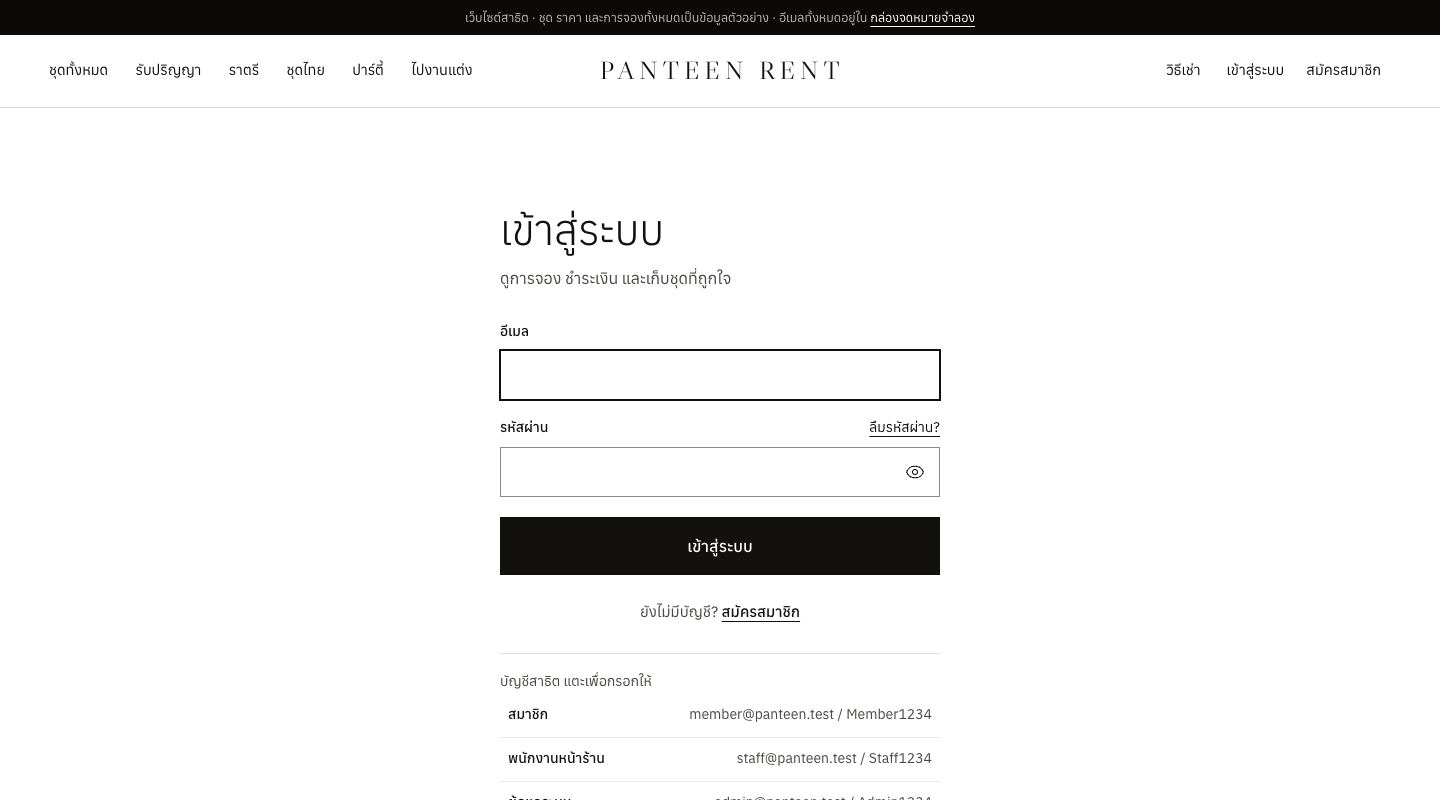 เว็บไซต์สาธิต · ชุด ราคา และการจองทั้งหมดเป็นข้อมูลตัวอย่าง · อีเมลทั้งหมดอยู่ใน กล่องจดหมายจำลอง
ชุดทั้งหมด รับปริญญา ราตรี ชุดไทย ปาร์ตี้ ไปงานแต่ง PANTEEN RENT วิธีเช่า เข้าสู่ระบบ สมัครสมาชิก
เข้าสู่ระบบ
ดูการจอง ชำระเงิน และเก็บชุดที่ถูกใจ
อีเมล
รหัสผ่าน ลืมรหัสผ่าน?
เข้าสู่ระบบ
ยังไม่มีบัญชี? สมัครสมาชิก
บัญชีสาธิต แตะเพื่อกรอกให้
สมาชิก member@panteen.test / Member1234
พนักงานหน้าร้าน staff@panteen.test / Staff1234
admin@panteen.test / Admin1234